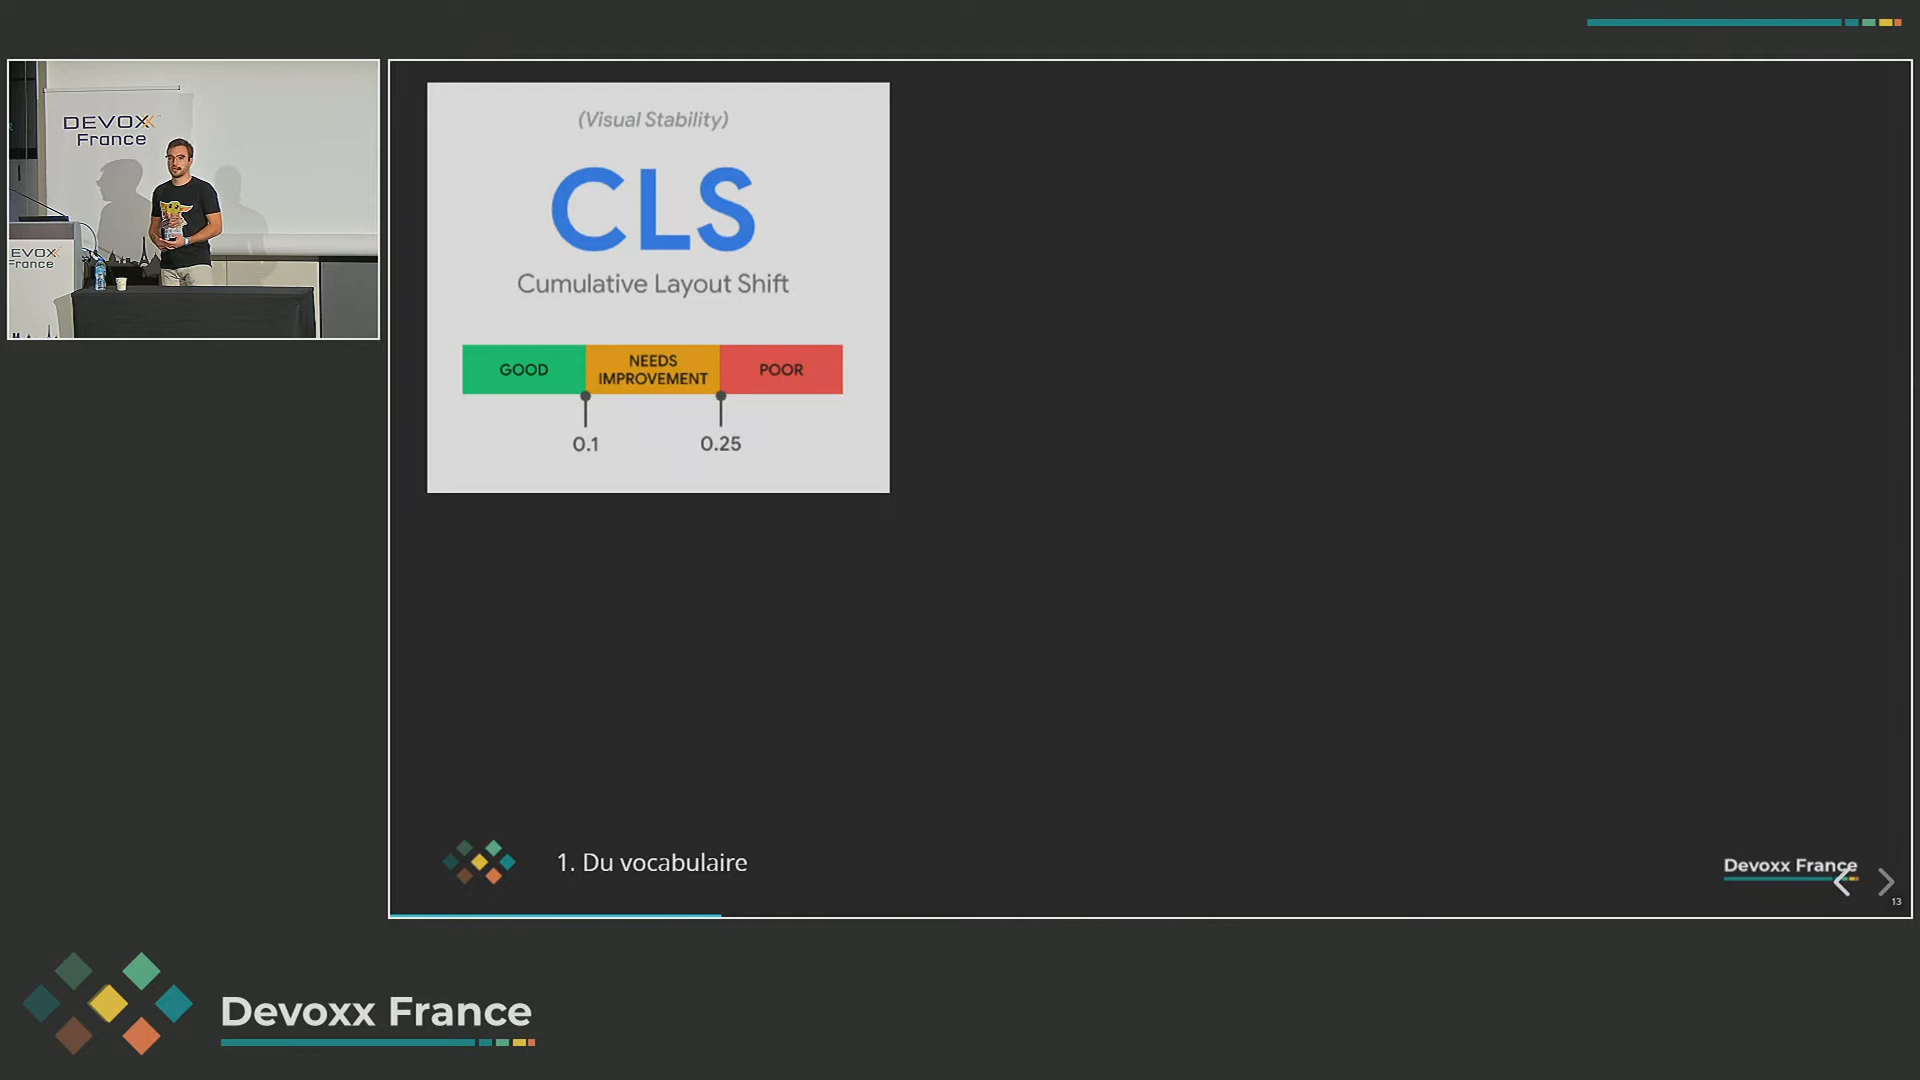 DEVOXX
France
EVOX
France
(Visual Stability)
CLS
Cumulative Layout Shift
GOOD
NEEDS
IMPROVEMENT
POOR
0.1
0.25
1. Du vocabulaire
Devoxx France
13
Devoxx France